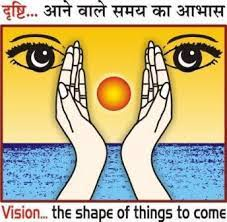 दृष्टि... आने वाले समय का आभास
Vision... the shape of things to come